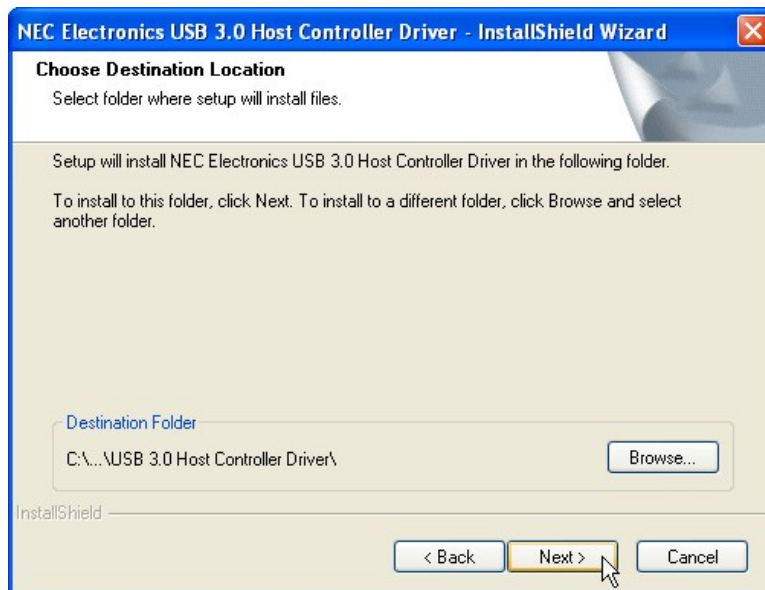 NEC Electronics USB 3.0 Host Controller Driver - InstallShield Wizard
Choose Destination Location
Select folder where setup will install files.
Setup will install NEC Electronics USB 3.0 Host Controller Driver in the following folder.
To install to this folder, click Next. To install to a different folder, click Browse and select
another folder.
Destination Folder
C:\...\USB 3.0 Host Controller Driver\
Browse...
InstallShield
< Back
Next >
Cancel